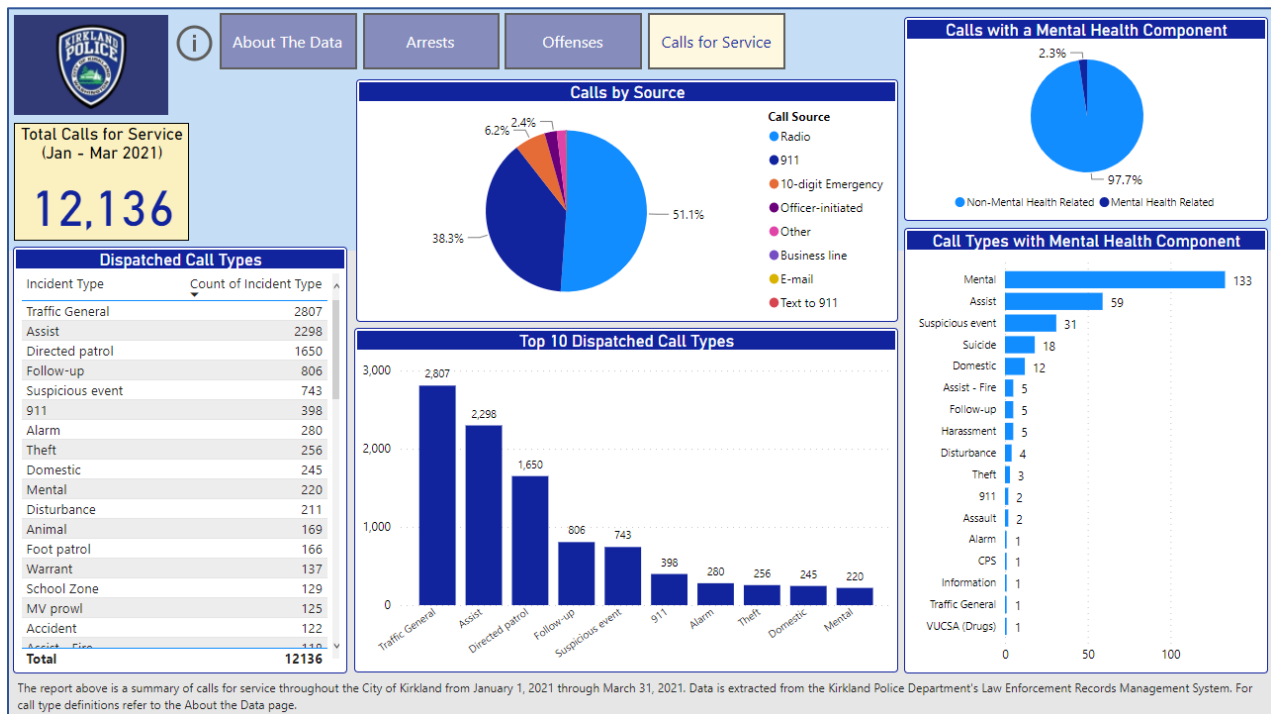 KIRKLAND
POLICE
i
About The Data
Arrests
Offenses
Calls for Service
Total Calls for Service
(Jan - Mar 2021)
12,136
Dispatched Call Types
Incident Type Count of Incident Type
Traffic General 2807
Assist 2298
Directed patrol 1650
Follow-up 806
Suspicious event 743
911 398
Alarm 280
Theft 256
Domestic 245
Mental 220
Disturbance 211
Animal 169
Foot patrol 166
Warrant 137
School Zone 129
MV prowl 125
Accident 122
Assist - Fire 118
Total 12136
Calls by Source
2.4%
6.2%
38.3%
51.1%
Call Source
Radio
911
10-digit Emergency
Officer-initiated
Other
Business line
E-mail
Text to 911
Top 10 Dispatched Call Types
3,000
2,000
1,000
0
2,807
2,298
1,650
806
743
398
280
256
245
220
Traffic General
Assist
Directed patrol
Follow-up
Suspicious event
911
Alarm
Theft
Domestic
Mental
Calls with a Mental Health Component
2.3%
97.7%
Non-Mental Health Related Mental Health Related
Call Types with Mental Health Component
Mental 133
Assist 59
Suspicious event 31
Suicide 18
Domestic 12
Assist - Fire 5
Follow-up 5
Harassment 5
Disturbance 4
Theft 3
911 2
Assault 2
Alarm 1
CPS 1
Information 1
Traffic General 1
VUCSA (Drugs) 1
0 50 100
The report above is a summary of calls for service throughout the City of Kirkland from January 1, 2021 through March 31, 2021. Data is extracted from the Kirkland Police Department's Law Enforcement Records Management System. For
call type definitions refer to the About the Data page.